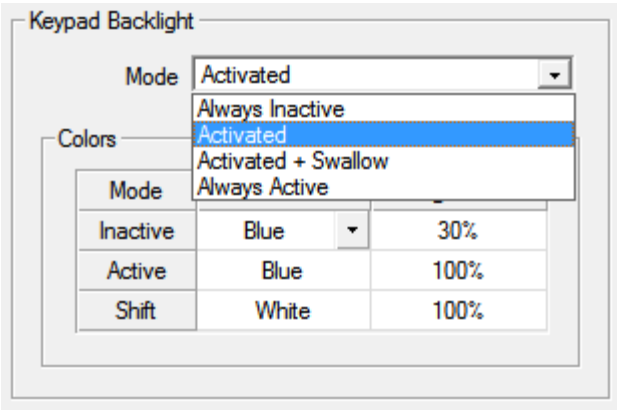 Keypad Backlight
Mode Activated
Always Inactive
Activated
Activated + Swallow
Always Active
Colors
Mode
Inactive Blue 30%
Active Blue 100%
Shift White 100%